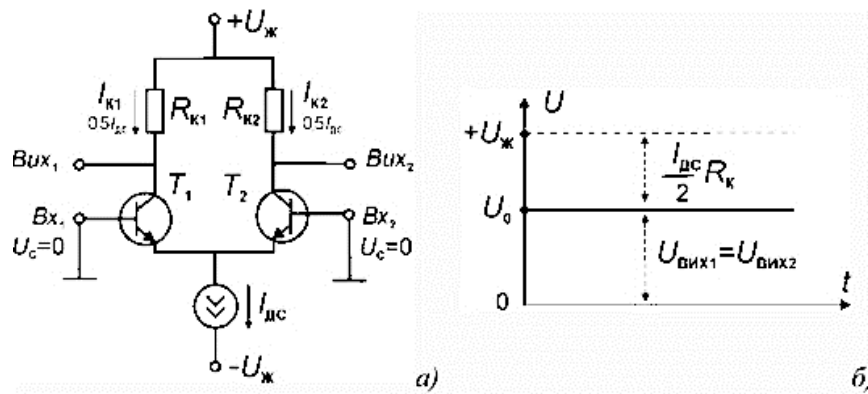 +Uж
Iк1
0,5Iдс
Rк1
Rк2
Iк2
0,5Iдс
Вих1
Вих2
T1
T2
Вх1
Вх2
Uс=0
Uс=0
Iдс
-Uж
а)
U
+Uж
Iдс
2
Rк
U0
Uвих1=Uвих2
0
t
б)